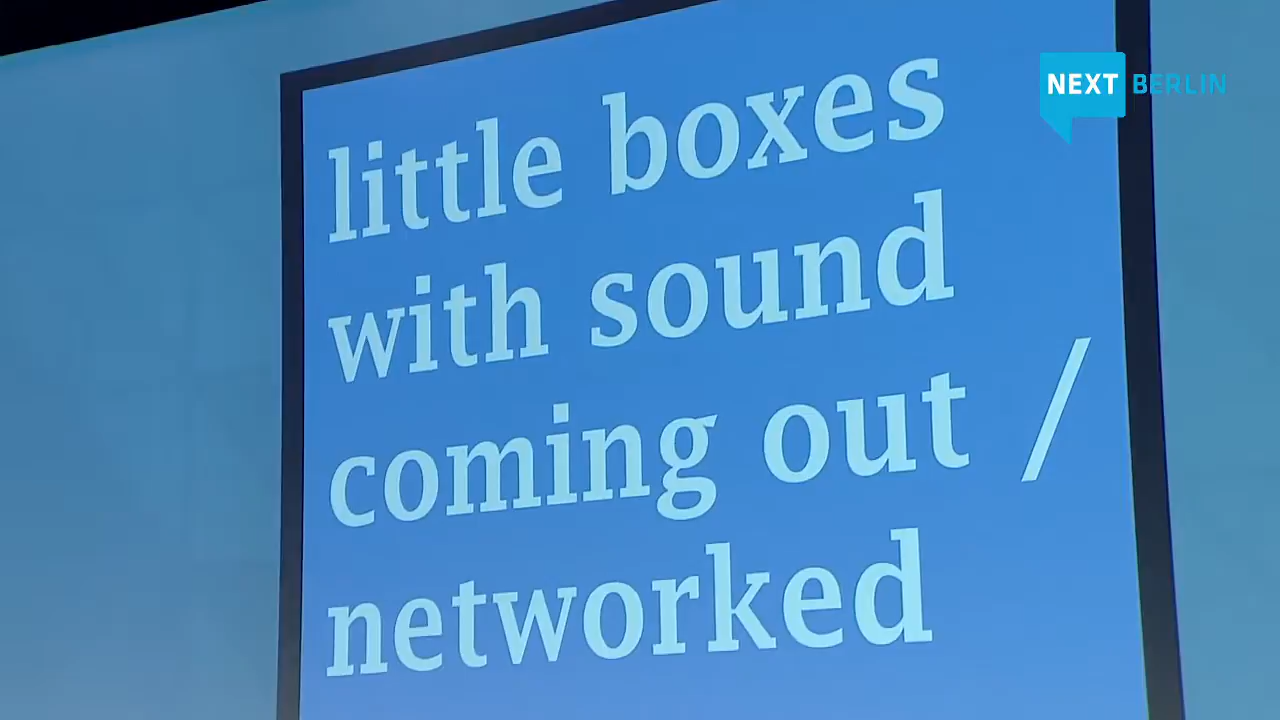 NEXT BERLIN
little boxes
with sound
coming out /
networked